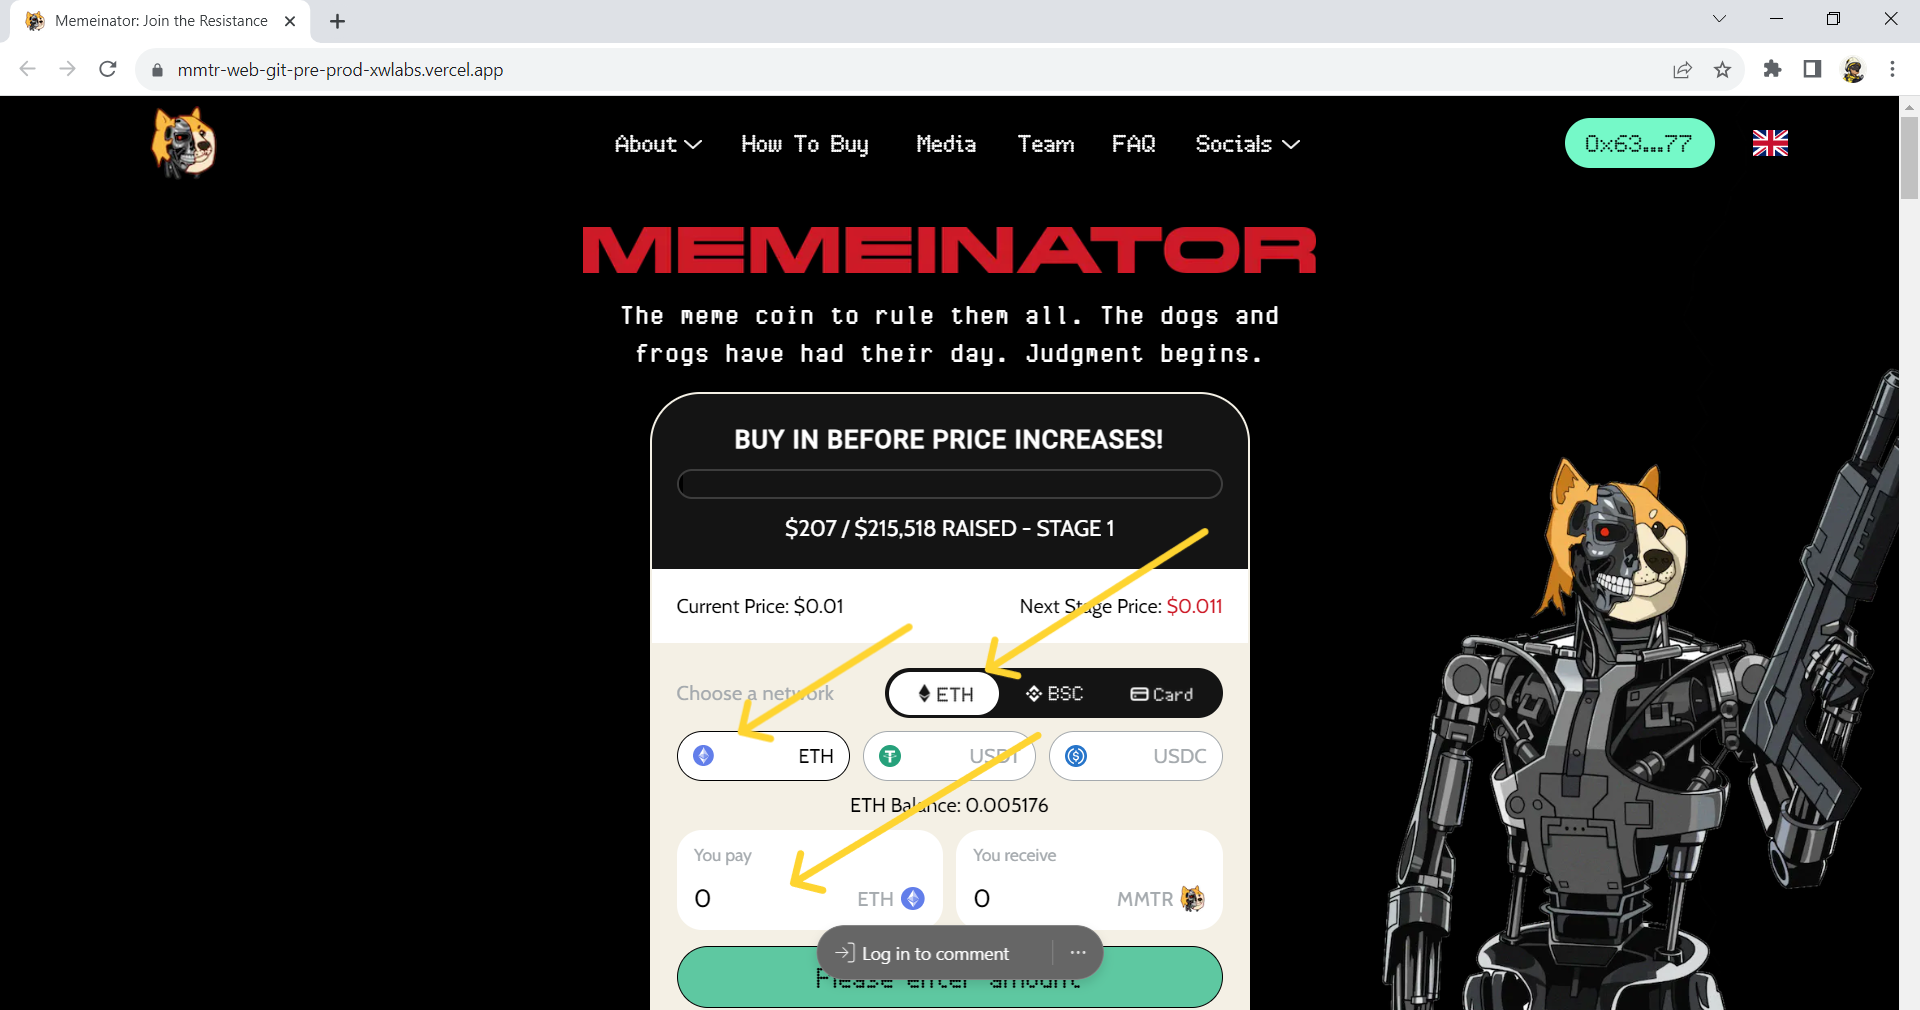 Memeinator: Join the Resistance
mmtr-web-git-pre-prod-xwlabs.vercel.app
About How To Buy Media Team FAQ Socials 0x63...77
MEMEINATOR
The meme coin to rule them all. The dogs and
frogs have had their day. Judgment begins.
BUY IN BEFORE PRICE INCREASES!
$207 / $215,518 RAISED - STAGE 1
Current Price: $0.01 Next Stage Price: $0.011
Choose a network ETH BSC Card
ETH USDT USDC
ETH Balance: 0.005176
You pay You receive
0 ETH 0 MMTR
Log in to comment
Please enter amount